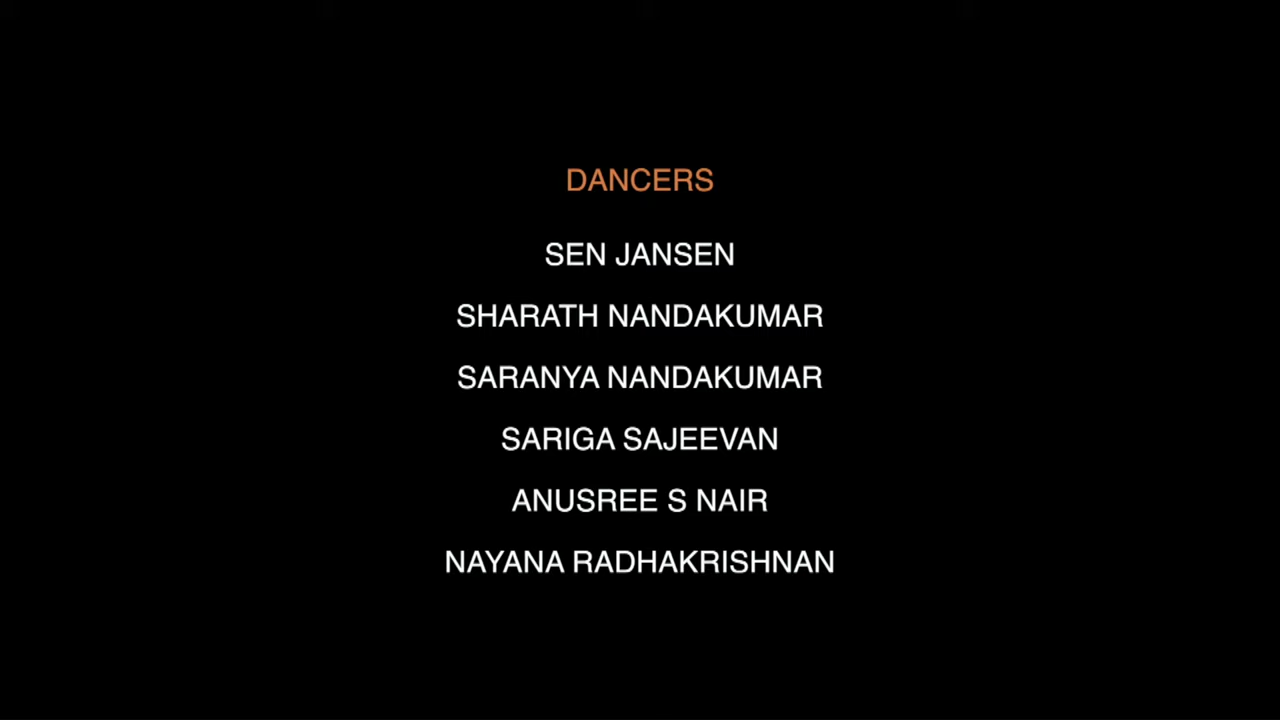 DANCERS
SEN JANSEN
SHARATH NANDAKUMAR
SARANYA NANDAKUMAR
SARIGA SAJEEVAN
ANUSREE S NAIR
NAYANA RADHAKRISHNAN